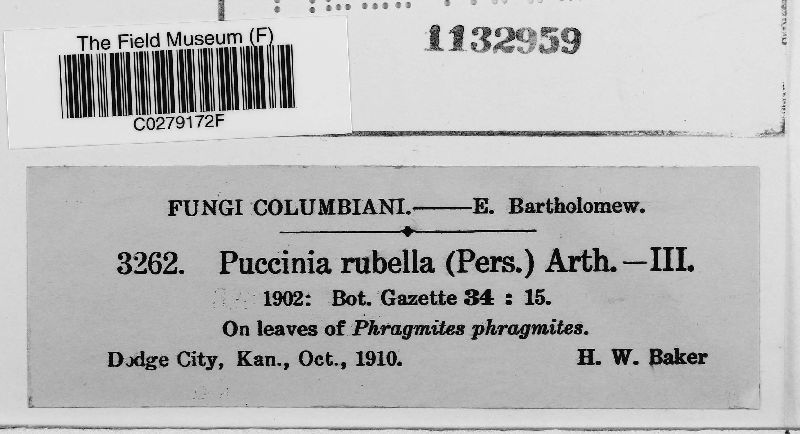 The Field Museum (F)
C0279172F
1132959
FUNGI COLUMBIANI.——E. Bartholomew.
3262. Puccinia rubella (Pers.) Arth.—III.
1902: Bot. Gazette 34 : 15.
On leaves of Phragmites phragmites.
Dodge City, Kan., Oct., 1910. H. W. Baker